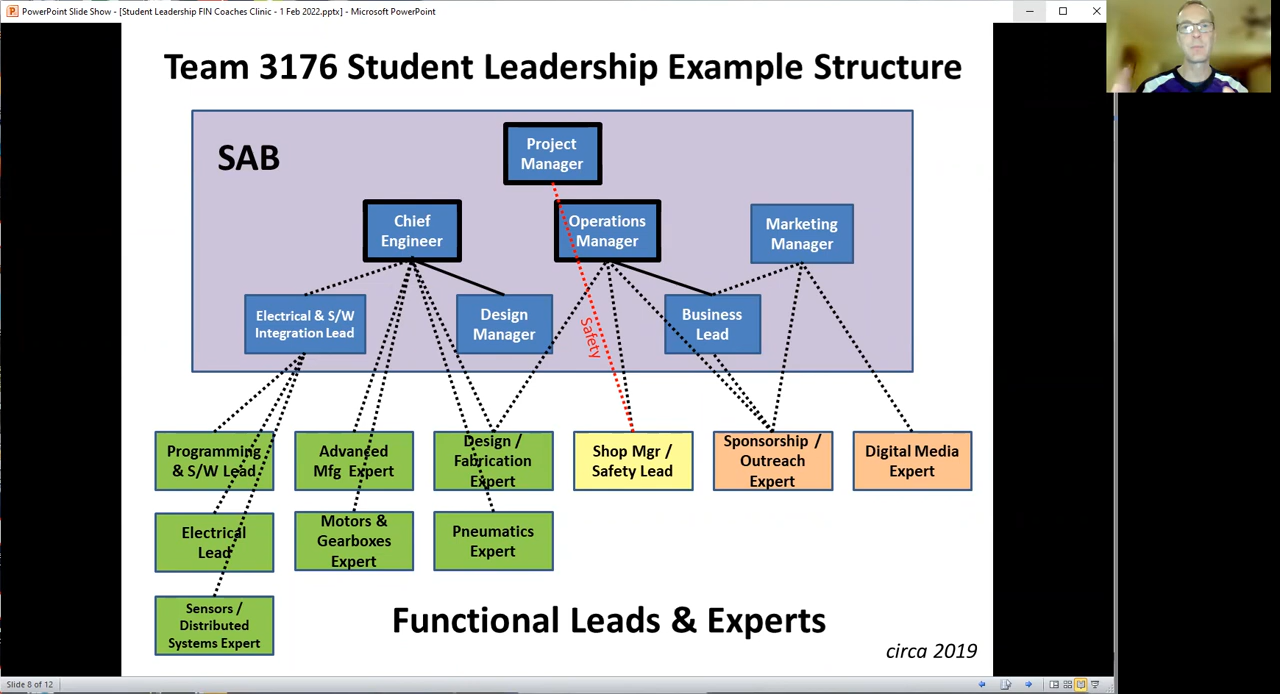 PowerPoint Slide Show - [Student Leadership FIN Coaches Clinic - 1 Feb 2022.pptx] - Microsoft PowerPoint
Team 3176 Student Leadership Example Structure
SAB
Project
Manager
Chief
Engineer
Operations
Manager
Marketing
Manager
Electrical & S/W
Integration Lead
Design
Manager
Safety
Business
Lead
Programming
& S/W Lead
Advanced
Mfg Expert
Design /
Fabrication
Expert
Shop Mgr /
Safety Lead
Sponsorship /
Outreach
Expert
Digital Media
Expert
Electrical
Lead
Motors &
Gearboxes
Expert
Pneumatics
Expert
Sensors /
Distributed
Systems Expert
Functional Leads & Experts
circa 2019
Slide 8 of 12